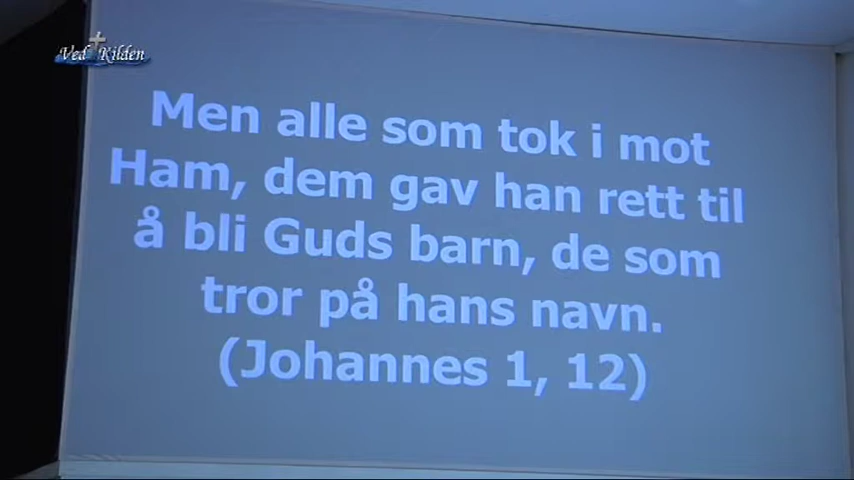 Ved Kilden
Men alle som tok i mot
Ham, dem gav han rett til
å bli Guds barn, de som
tror på hans navn.
(Johannes 1, 12)